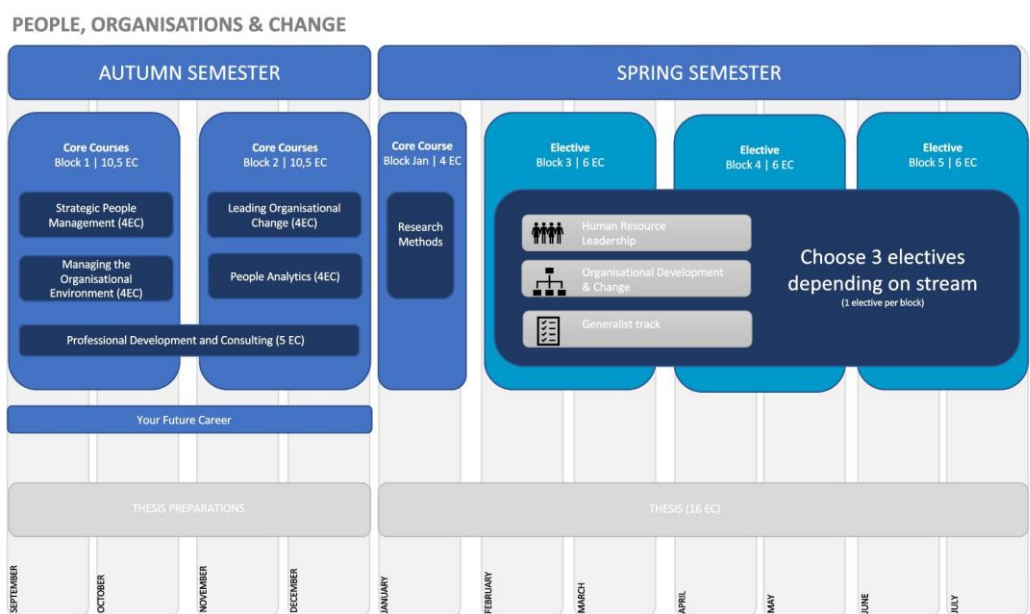 PEOPLE, ORGANISATIONS & CHANGE
AUTUMN SEMESTER
SPRING SEMESTER
Core Courses
Block 1 | 10,5 EC
Core Courses
Block 2 | 10,5 EC
Core Course
Block Jan | 4 EC
Elective
Block 3 | 6 EC
Elective
Block 4 | 6 EC
Elective
Block 5 | 6 EC
Strategic People
Management (4EC)
Leading Organisational
Change (4EC)
Research
Methods
Managing the
Organisational
Environment (4EC)
People Analytics (4EC)
Professional Development and Consulting (5 EC)
Human Resource
Leadership
Organisational Development
& Change
Generalist track
Choose 3 electives
depending on stream
(1 elective per block)
Your Future Career
THESIS PREPARATIONS
THESIS (16 EC)
SEPTEMBER
OCTOBER
NOVEMBER
DECEMBER
JANUARY
FEBRUARY
MARCH
APRIL
MAY
JUNE
JULY